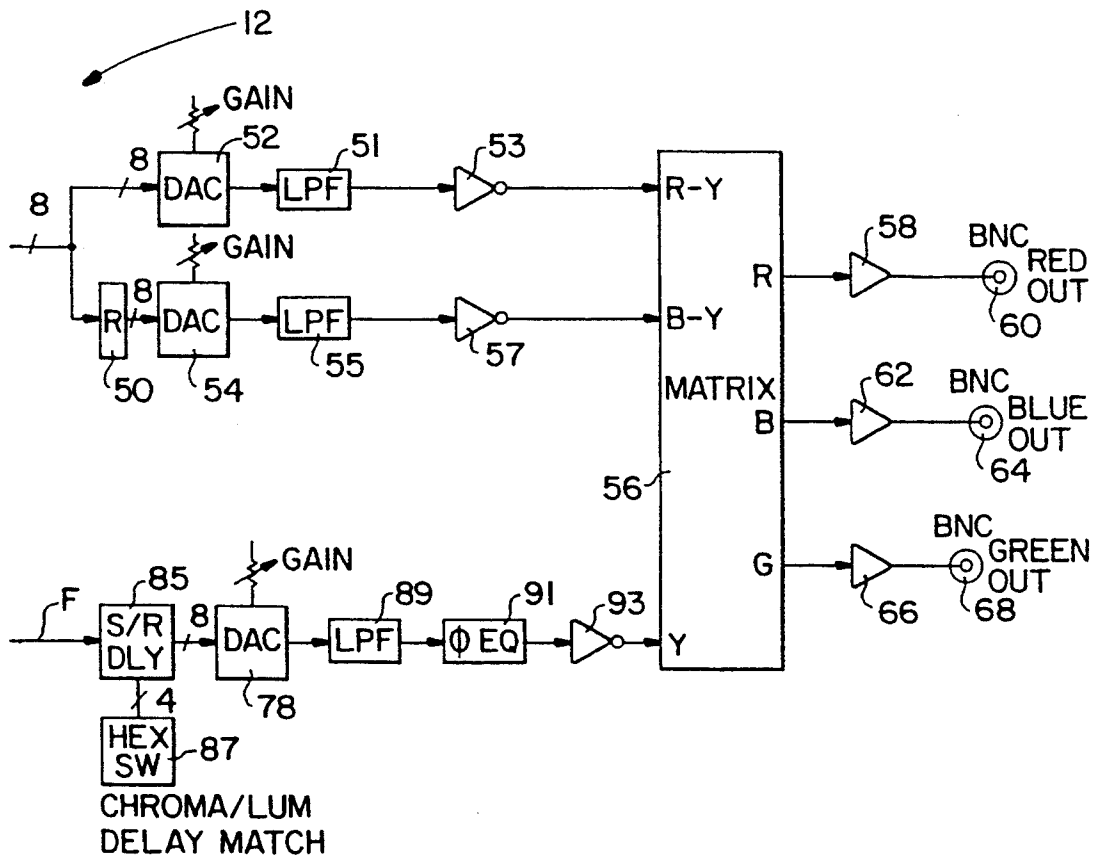 12
GAIN
52
51
53
8
DAC
LPF
R-Y
8
GAIN
58
BNC
RED
OUT
R
60
8
R
DAC
LPF
B-Y
50
54
55
57
62
BNC
MATRIX
B
BLUE
OUT
64
56
BNC
GREEN
OUT
G
66
68
GAIN
85
89
91
93
F
S/R
DLY
8
DAC
LPF
Φ EQ
Y
4
78
HEX
SW
87
CHROMA/LUM
DELAY MATCH